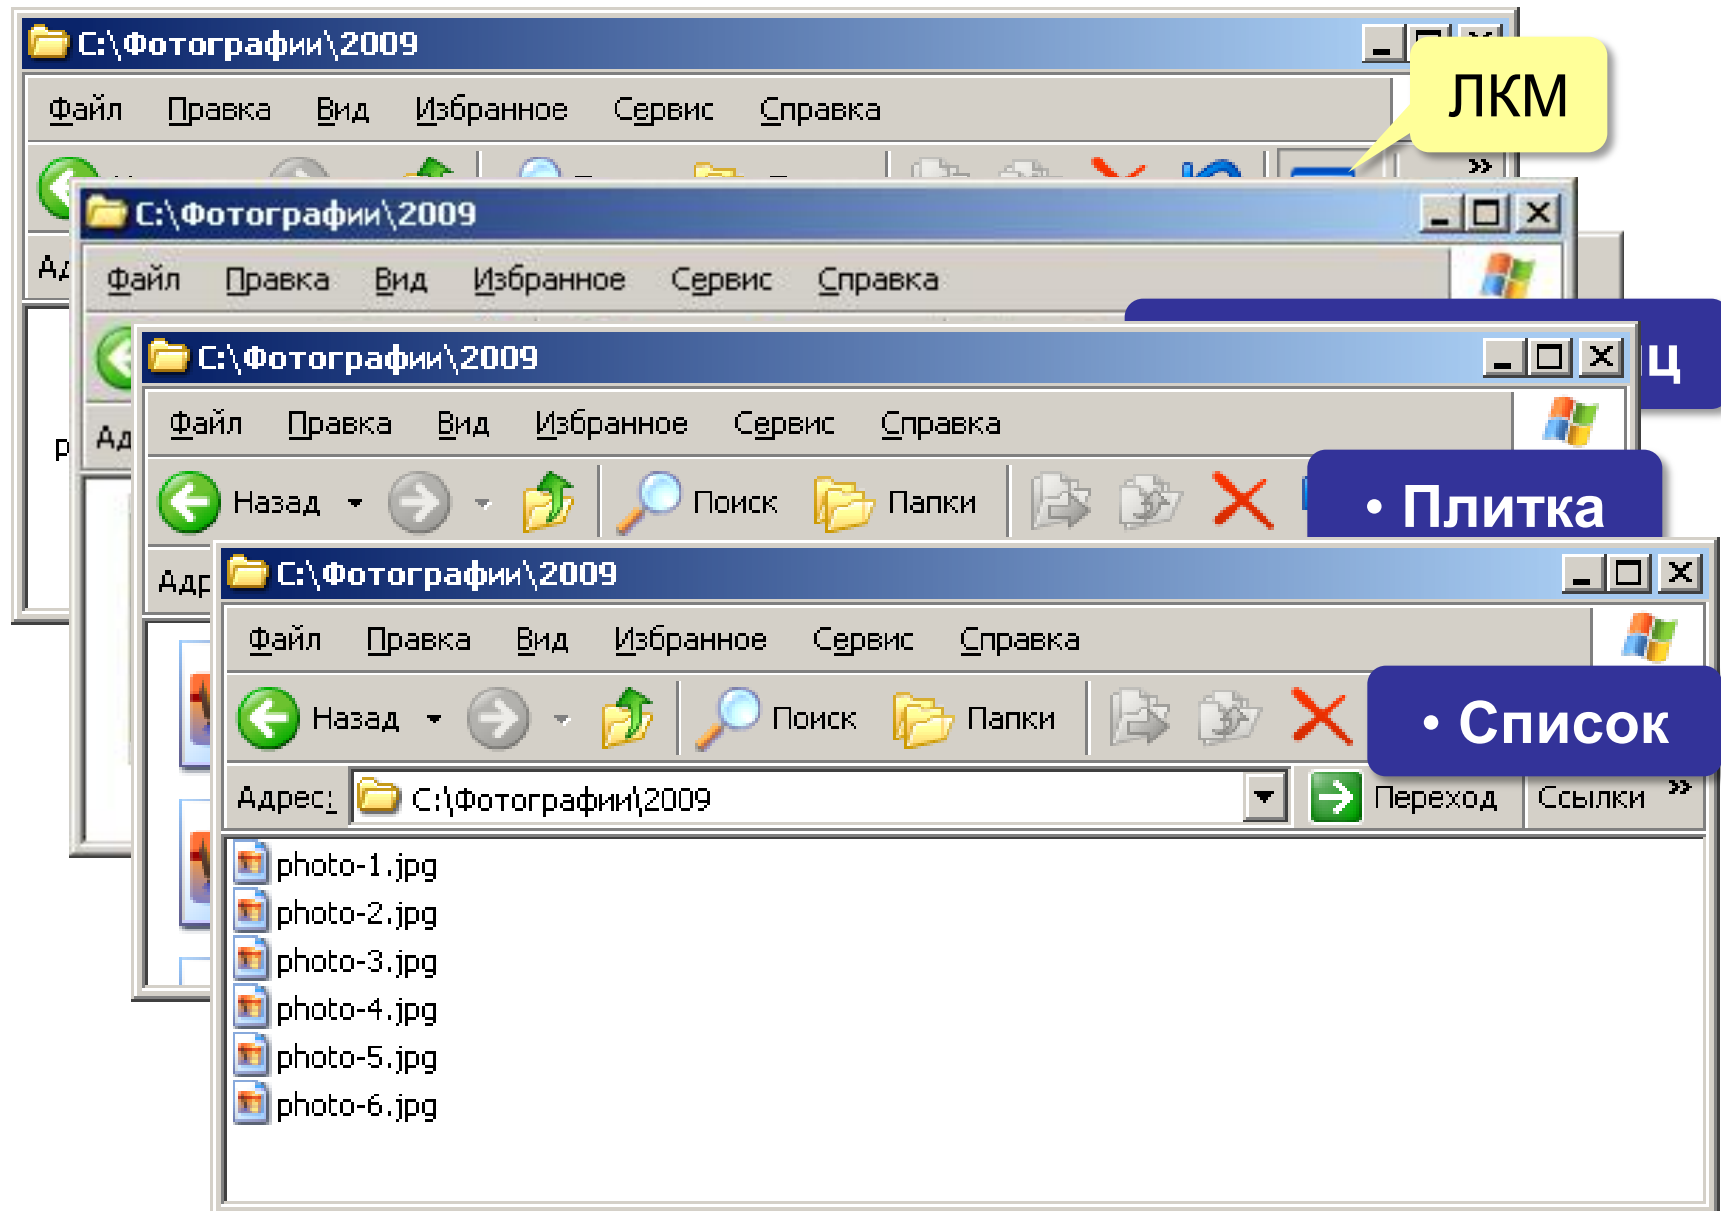 C:\Фотографии\2009
ЛКМ
Файл Правка Вид Избранное Сервис Справка
C:\Фотографии\2009
Файл Правка Вид Избранное Сервис Справка
C:\Фотографии\2009
Файл Правка Вид Избранное Сервис Справка
Назад Поиск Папки
• Плитка
C:\Фотографии\2009
Файл Правка Вид Избранное Сервис Справка
Назад Поиск Папки
• Список
Адрес: C:\Фотографии\2009 Переход Ссылки »
photo-1.jpg
photo-2.jpg
photo-3.jpg
photo-4.jpg
photo-5.jpg
photo-6.jpg